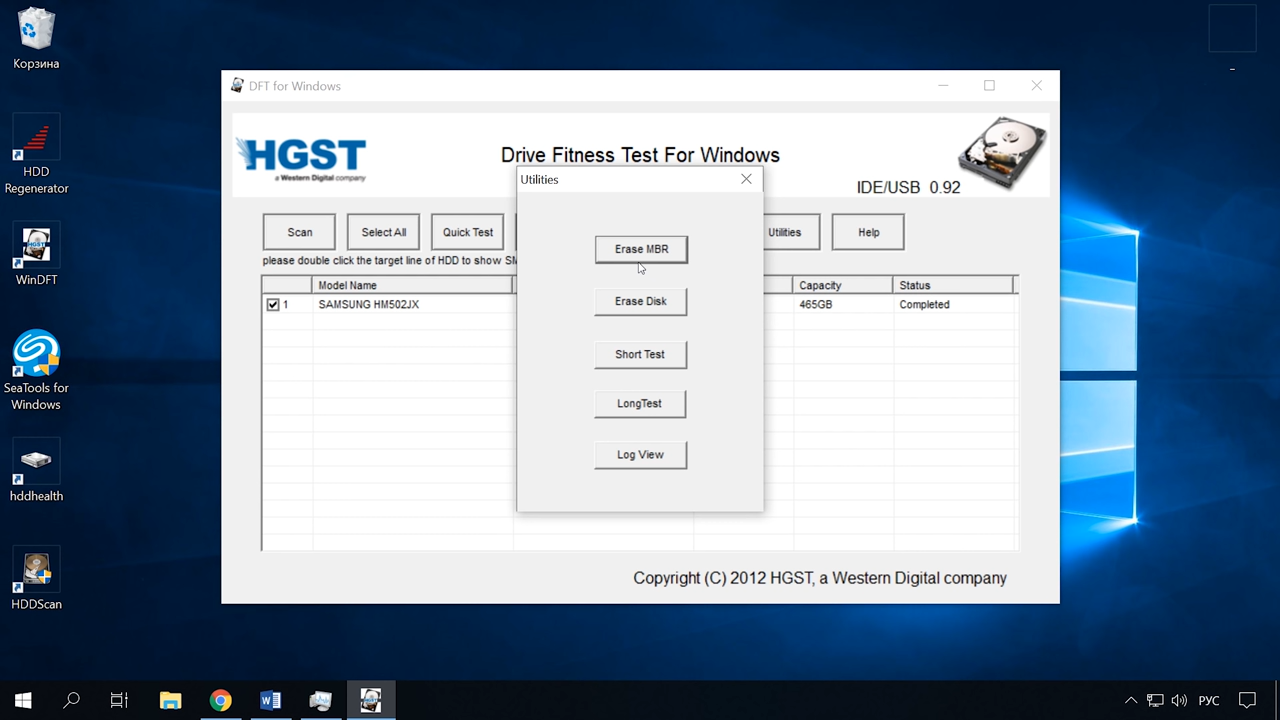 Корзина
HDD
Regenerator
WinDFT
SeaTools for
Windows
hddhealth
HDDScan
DFT for Windows
HGST
a Western Digital company
Drive Fitness Test For Windows
IDE/USB 0.92
Scan
Select All
Quick Test
Utilities
Help
please double click the target line of HDD to show SM
Model Name
Capacity
Status
1
SAMSUNG HM502JX
465GB
Completed
Utilities
Erase MBR
Erase Disk
Short Test
LongTest
Log View
Copyright (C) 2012 HGST, a Western Digital company
РУС